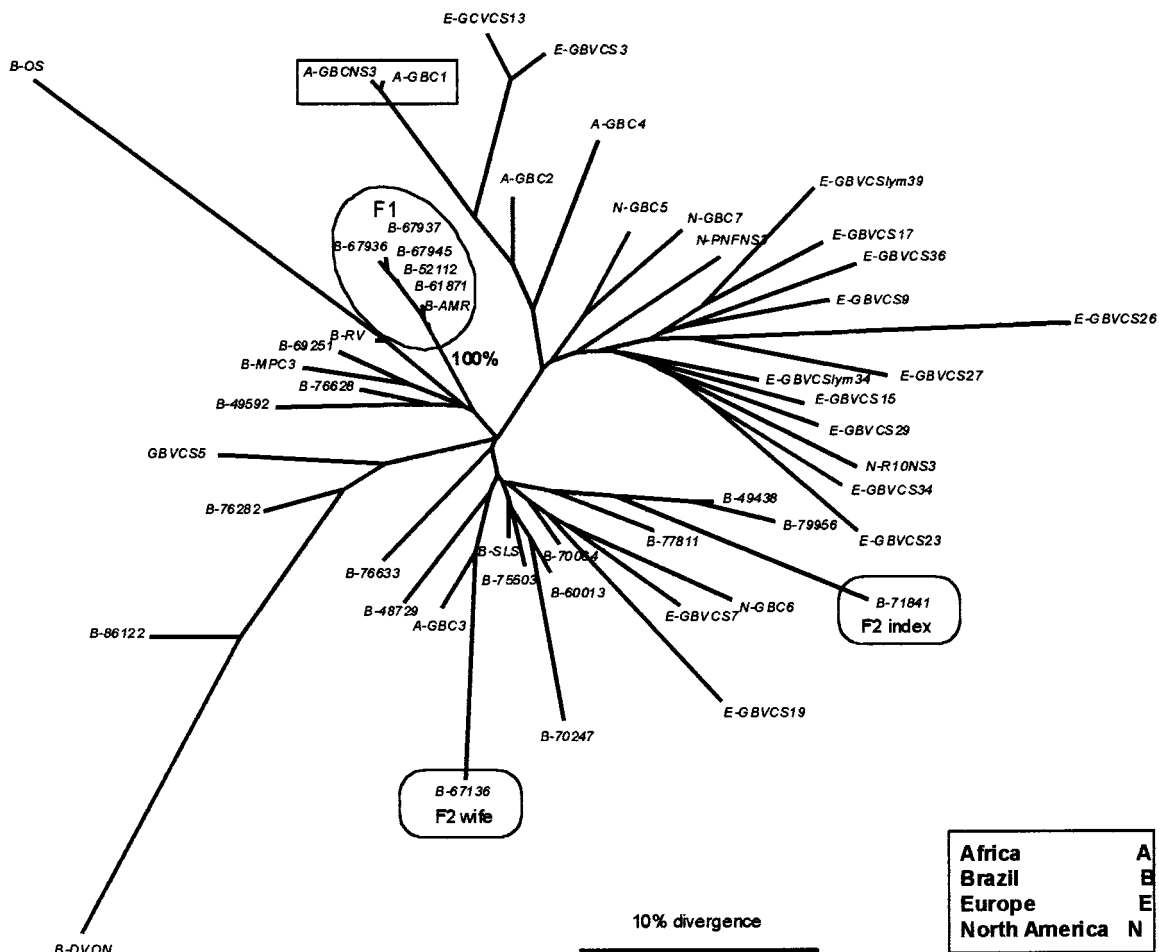 E-GCVCS13
E-GBVCS3
B-OS
A-GBCNS3
A-GBC1
A-GBC4
A-GBC2
E-GBVCSlym39
F1
N-GBC5
N-GBC7
B-67937
E-GBVCS17
B-67936
B-67945
E-GBVCS36
B-52112
B-61871
E-GBVCS9
B-AMR
E-GBVCS26
B-RV
B-69251
100%
B-MPC3
E-GBVCS27
B-76628
E-GBVCSlym34
E-GBVCS15
B-49592
E-GBVCS29
GBVCS5
N-R10NS3
E-GBVCS34
B-49438
B-76282
B-79956
B-77811
E-GBVCS23
B-SLS
B-76633
B-75503
B-60013
B-48729
N-GBC6
B-71841
E-GBVCS7
A-GBC3
F2 index
B-86122
E-GBVCS19
B-70247
B-67136
F2 wife
Africa A
Brazil B
Europe E
North America N
10% divergence